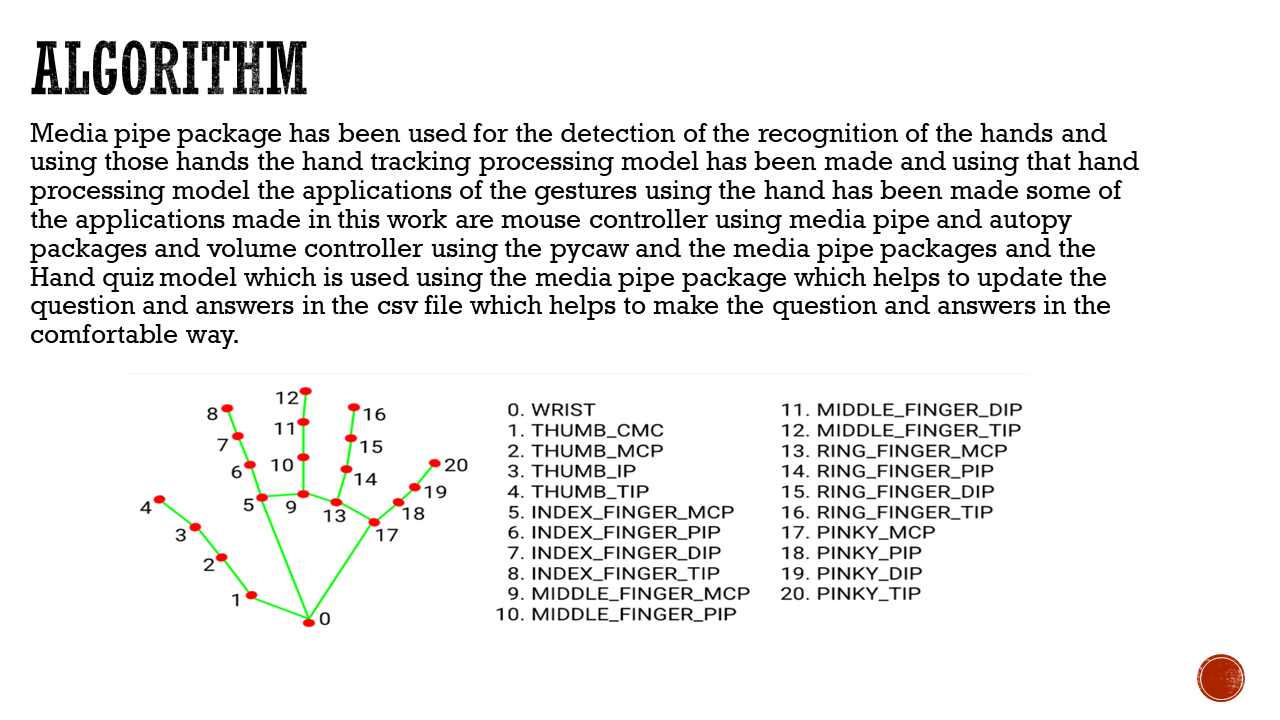 ALGORITHM
Media pipe package has been used for the detection of the recognition of the hands and
using those hands the hand tracking processing model has been made and using that hand
processing model the applications of the gestures using the hand has been made some of
the applications made in this work are mouse controller using media pipe and autopy
packages and volume controller using the pycaw and the media pipe packages and the
Hand quiz model which is used using the media pipe package which helps to update the
question and answers in the csv file which helps to make the question and answers in the
comfortable way.
12
8
16
11
7
15
10
6
20
14
19
5
9
4
13
18
3
17
2
1
0
0. WRIST
1. THUMB_CMC
2. THUMB_MCP
3. THUMB_IP
4. THUMB_TIP
5. INDEX_FINGER_MCP
6. INDEX_FINGER_PIP
7. INDEX_FINGER_DIP
8. INDEX_FINGER_TIP
9. MIDDLE_FINGER_MCP
10. MIDDLE_FINGER_PIP
11. MIDDLE_FINGER_DIP
12. MIDDLE_FINGER_TIP
13. RING_FINGER_MCP
14. RING_FINGER_PIP
15. RING_FINGER_DIP
16. RING_FINGER_TIP
17. PINKY_MCP
18. PINKY_PIP
19. PINKY_DIP
20. PINKY_TIP